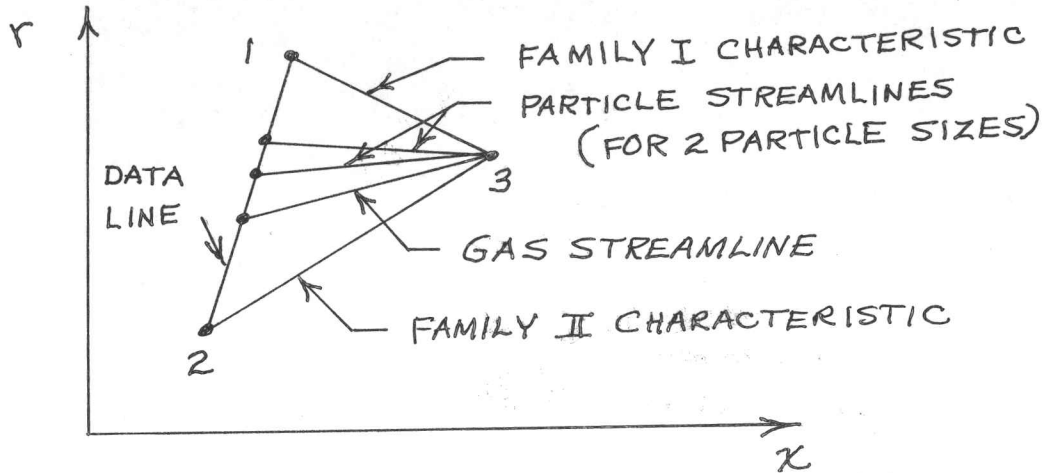 r
1
FAMILY I CHARACTERISTIC
PARTICLE STREAMLINES
(FOR 2 PARTICLE SIZES)
3
DATA
LINE
GAS STREAMLINE
FAMILY II CHARACTERISTIC
2
x